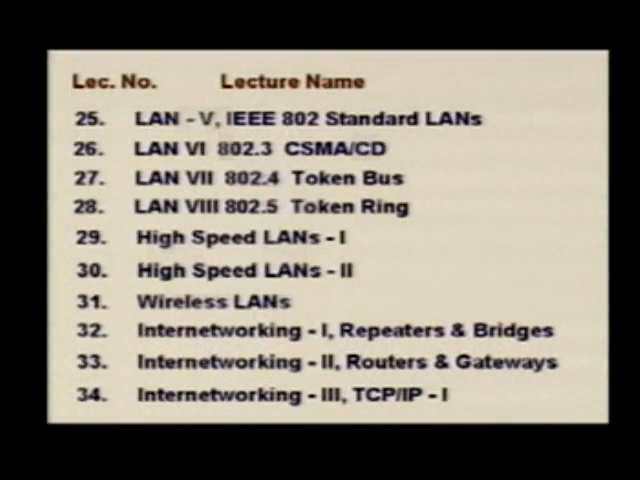 Lec. No. Lecture Name
25. LAN - V, IEEE 802 Standard LANs
26. LAN VI 802.3 CSMA/CD
27. LAN VII 802.4 Token Bus
28. LAN VIII 802.5 Token Ring
29. High Speed LANs - I
30. High Speed LANs - II
31. Wireless LANs
32. Internetworking - I, Repeaters & Bridges
33. Internetworking - II, Routers & Gateways
34. Internetworking - III, TCP/IP - I